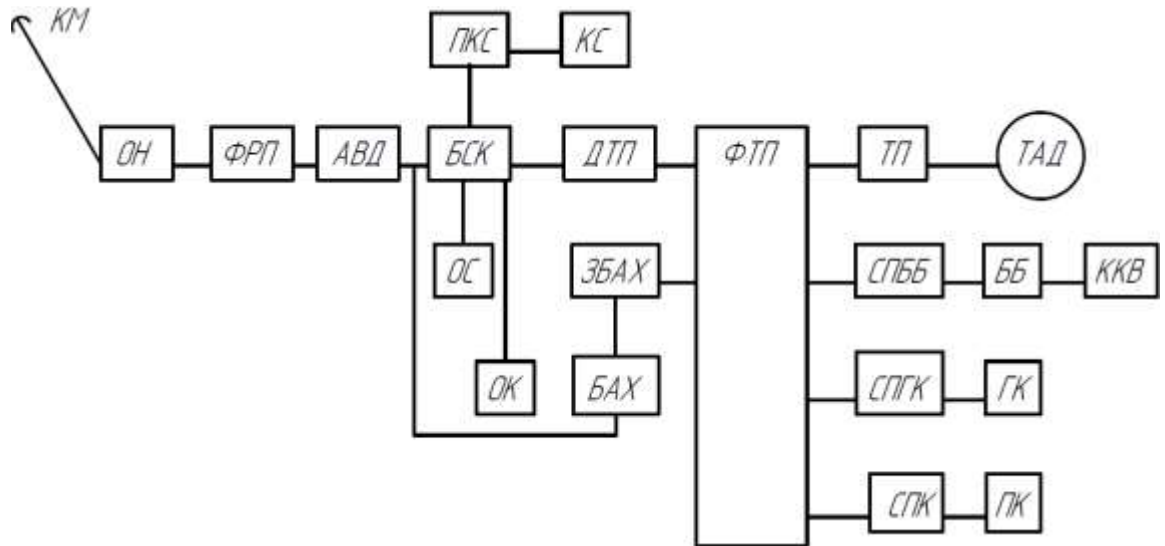 КМ
ПКС КС
ОН ФРП АВД БСК ДТП ФТП ТП ТАД
ОС ЗБАХ СПББ ББ ККВ
ОК БАХ СПГК ГК
СПК ПК